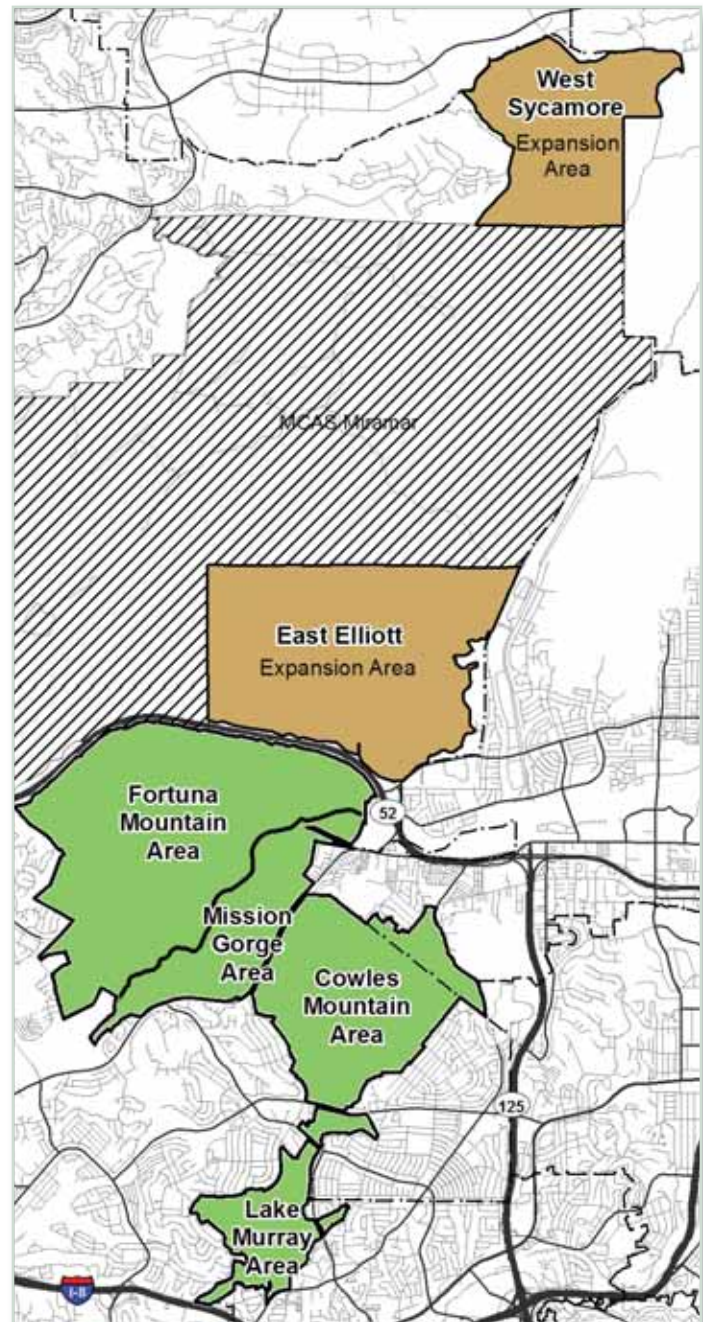 West
Sycamore
Expansion
Area
MCAS Miramar
East Elliott
Expansion Area
52
Fortuna
Mountain
Area
Mission
Gorge
Area
Cowles
Mountain
Area
125
Lake
Murray
Area
I-8